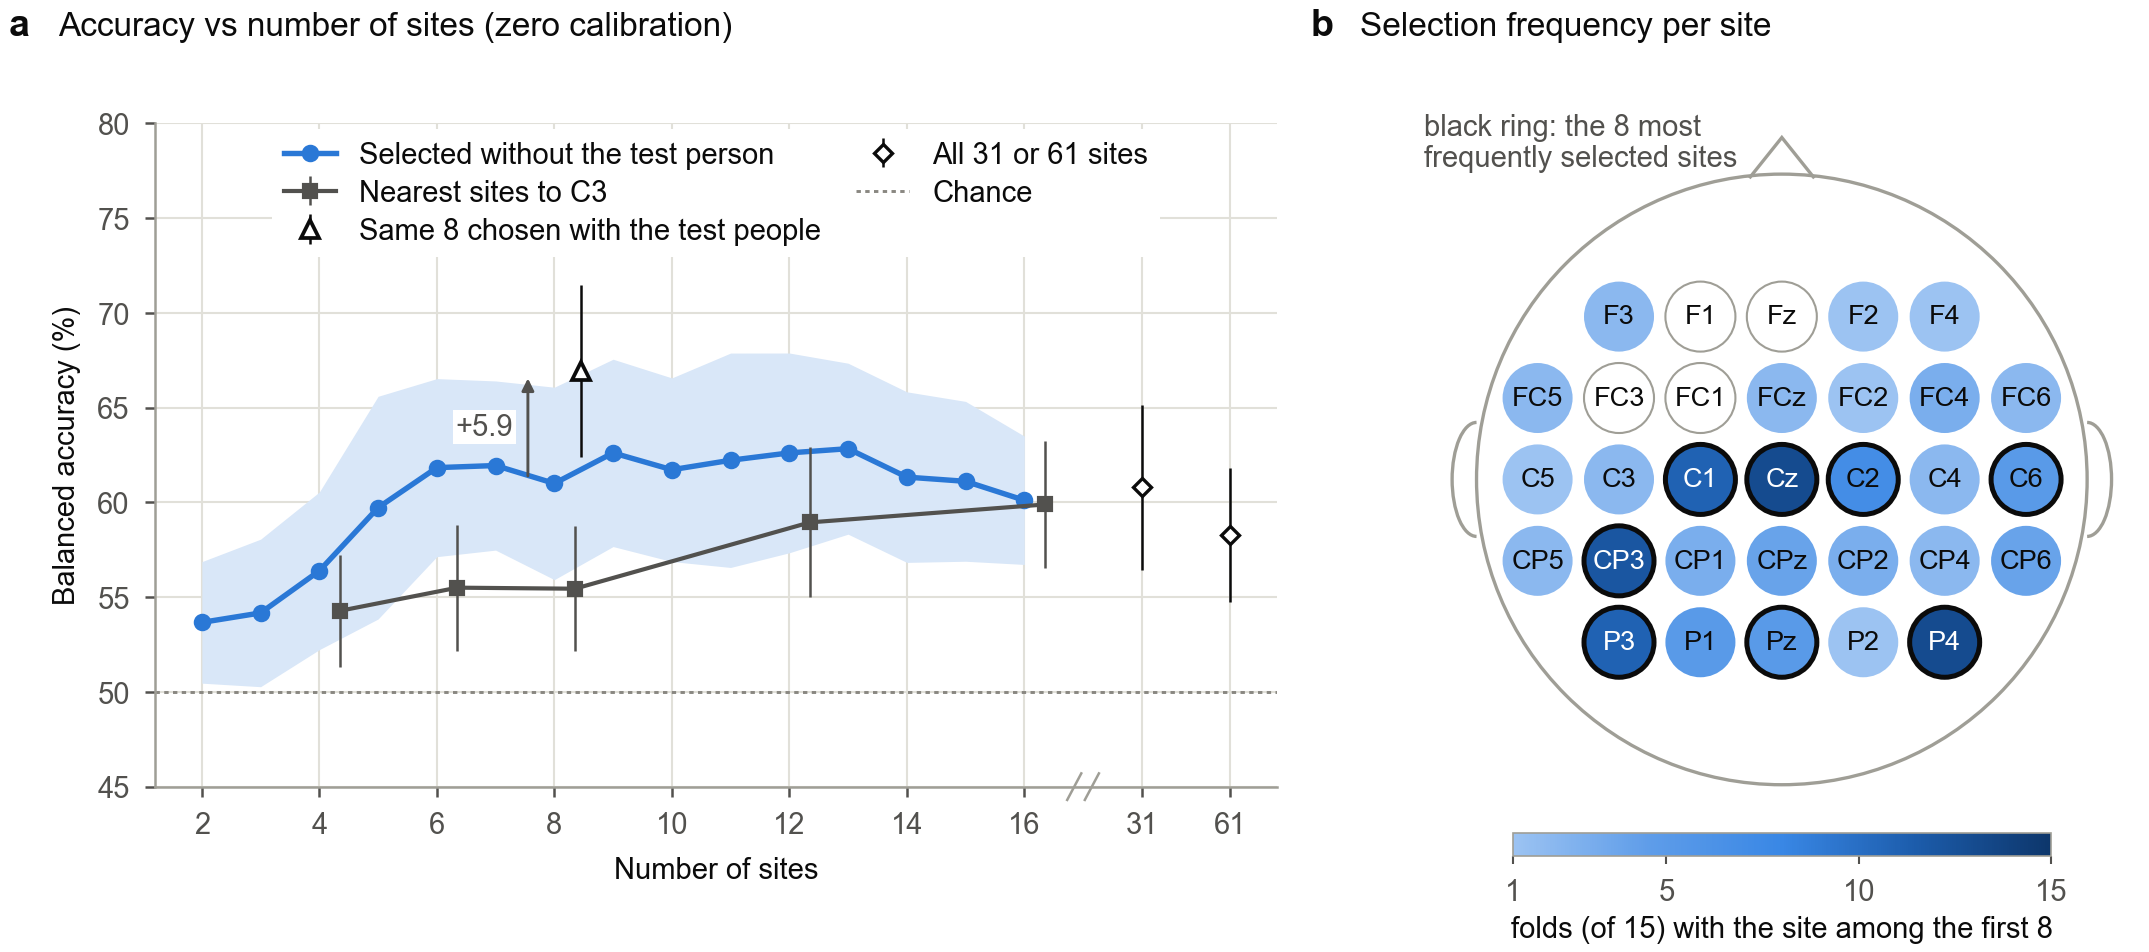 a Accuracy vs number of sites (zero calibration)
Balanced accuracy (%)
80
75
70
65
60
55
50
45
Selected without the test person
Nearest sites to C3
Same 8 chosen with the test people
All 31 or 61 sites
Chance
+5.9
2 4 6 8 10 12 14 16 31 61
Number of sites
b Selection frequency per site
black ring: the 8 most
frequently selected sites
F3 F1 Fz F2 F4
FC5 FC3 FC1 FCz FC2 FC4 FC6
C5 C3 C1 Cz C2 C4 C6
CP5 CP3 CP1 CPz CP2 CP4 CP6
P3 P1 Pz P2 P4
1 5 10 15
folds (of 15) with the site among the first 8